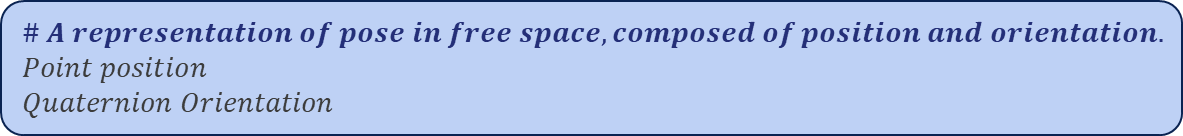 # A representation of pose in free space, composed of position and orientation.
Point position
Quaternion Orientation